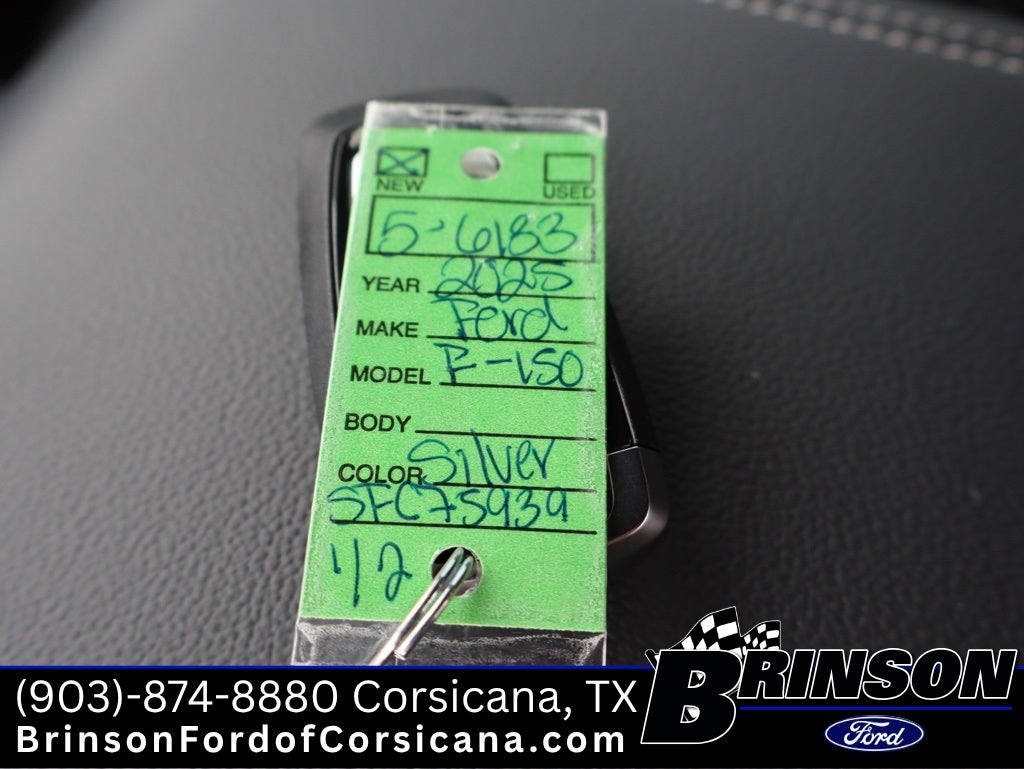 NEW USED
5-6183
YEAR 2025
MAKE Ford
MODEL F-150
BODY
COLOR Silver
SFC75939
1/2
(903)-874-8880 Corsicana, TX
BrinsonFordofCorsicana.com
BRINSON
Ford